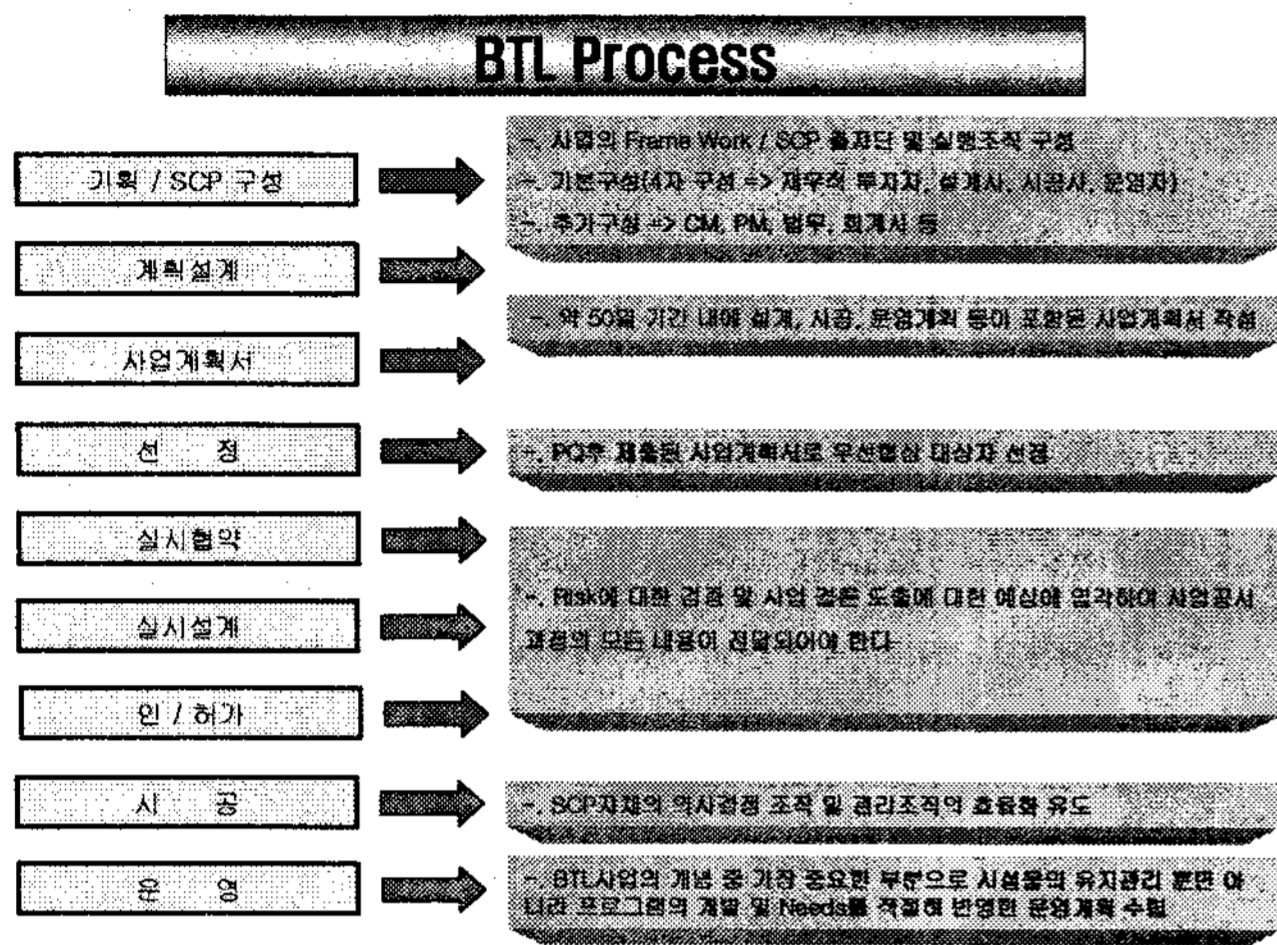 BTL Process
기획 / SCP 구성
-. 사업의 Frame Work / SCP 출자단 및 실행조직 구성
-. 기본구성(4자 구성 => 재무적 투자자, 설계사, 시공사, 운영자)
-. 추가구성 => CM, PM, 법무, 회계사 등
계획설계
사업계획서
-. 약 50일 기간 내에 설계, 시공, 운영계획 등이 포함된 사업계획서 작성
선 정
-. PQ후 제출된 사업계획서로 우선협상 대상자 선정
실시협약
실시설계
인 / 허가
-. Risk에 대한 검증 및 사업 결론 도출에 대한 예상에 하여
과정의 모든 내용이 전달되어야 한다
시 공
-. SCP자체의 의사결정 조직 및 관리조직의 효율화 유도
운 영
-. BTL사업의 개념 중 가장 중요한 부분으로 시설물의 유지관리 뿐만 아
니라 프로그램의 개발 및 Needs를 적절히 반영한 운영계획 수립